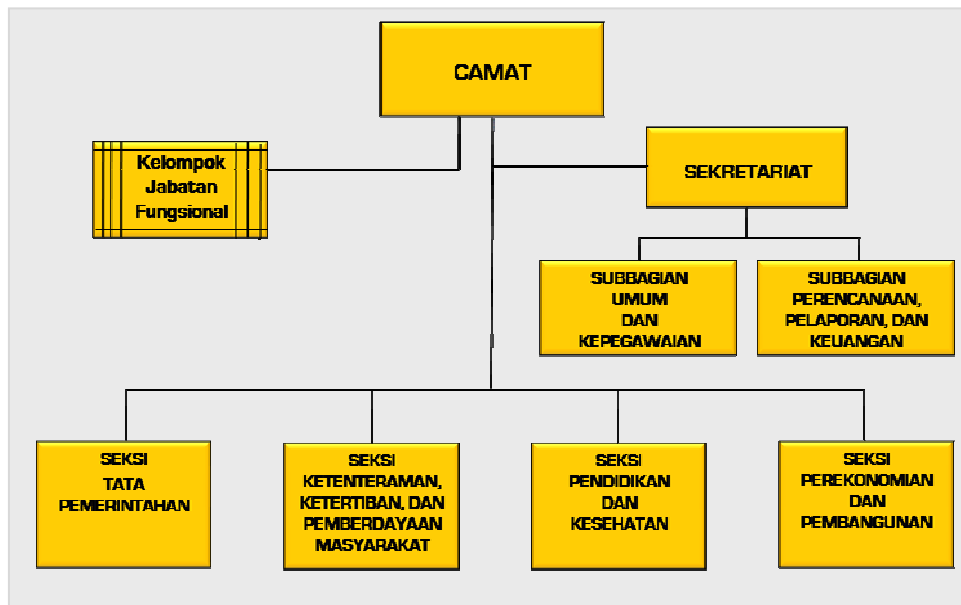 CAMAT
Kelompok
Jabatan
Fungsional
SEKRETARIAT
SUBBAGIAN
UMUM
DAN
KEPEGAWAIAN
SUBBAGIAN
PERENCANAAN,
PELAPORAN, DAN
KEUANGAN
SEKSI
TATA
PEMERINTAHAN
SEKSI
KETENTERAMAN,
KETERTIBAN, DAN
PEMBERDAYAAN
MASYARAKAT
SEKSI
PENDIDIKAN
DAN
KESEHATAN
SEKSI
PEREKONOMIAN
DAN
PEMBANGUNAN